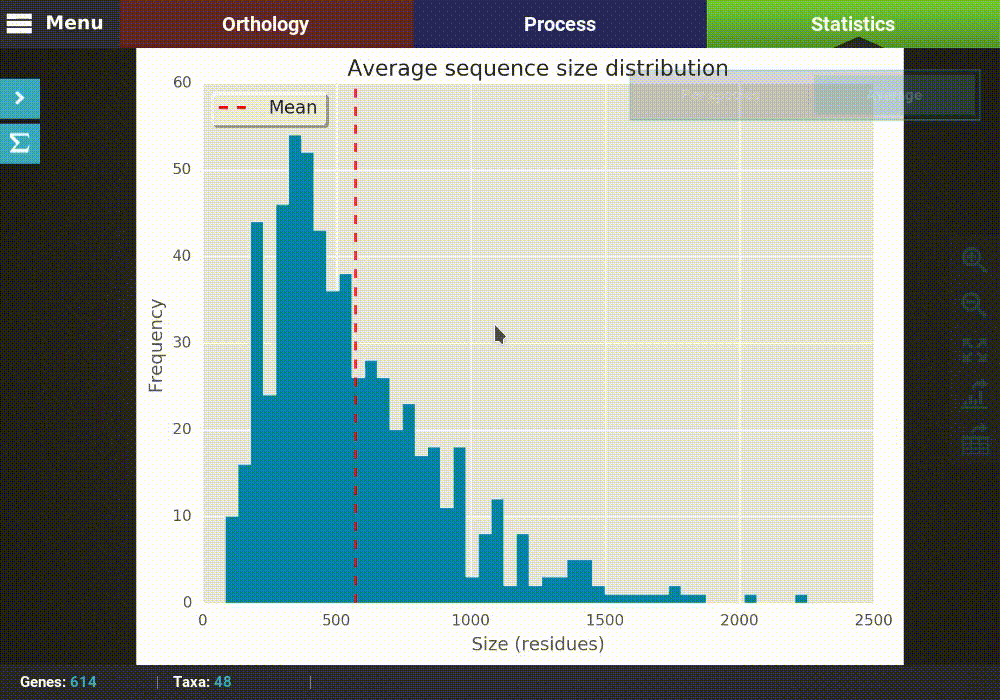 Menu
Orthology
Process
Statistics
Average sequence size distribution
Mean
60
50
40
30
20
10
0
Frequency
0 500 1000 1500 2000 2500
Size (residues)
Genes: 614 | Taxa: 48 |